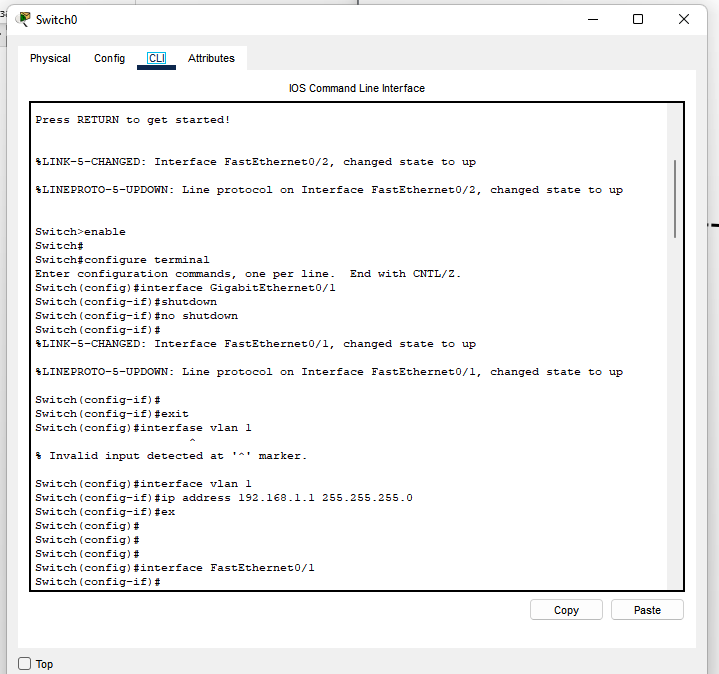 Switch0
Physical Config CLI Attributes
IOS Command Line Interface
Press RETURN to get started!
%LINK-5-CHANGED: Interface FastEthernet0/2, changed state to up
%LINEPROTO-5-UPDOWN: Line protocol on Interface FastEthernet0/2, changed state to up
Switch>enable
Switch#
Switch#configure terminal
Enter configuration commands, one per line.  End with CNTL/Z.
Switch(config)#interface GigabitEthernet0/1
Switch(config-if)#shutdown
Switch(config-if)#no shutdown
Switch(config-if)#
%LINK-5-CHANGED: Interface FastEthernet0/1, changed state to up
%LINEPROTO-5-UPDOWN: Line protocol on Interface FastEthernet0/1, changed state to up
Switch(config-if)#
Switch(config-if)#exit
Switch(config)#interfase vlan 1
^
% Invalid input detected at '^' marker.
Switch(config)#interface vlan 1
Switch(config-if)#ip address 192.168.1.1 255.255.255.0
Switch(config-if)#ex
Switch(config)#
Switch(config)#
Switch(config)#
Switch(config)#interface FastEthernet0/1
Switch(config-if)#
Copy Paste
Top